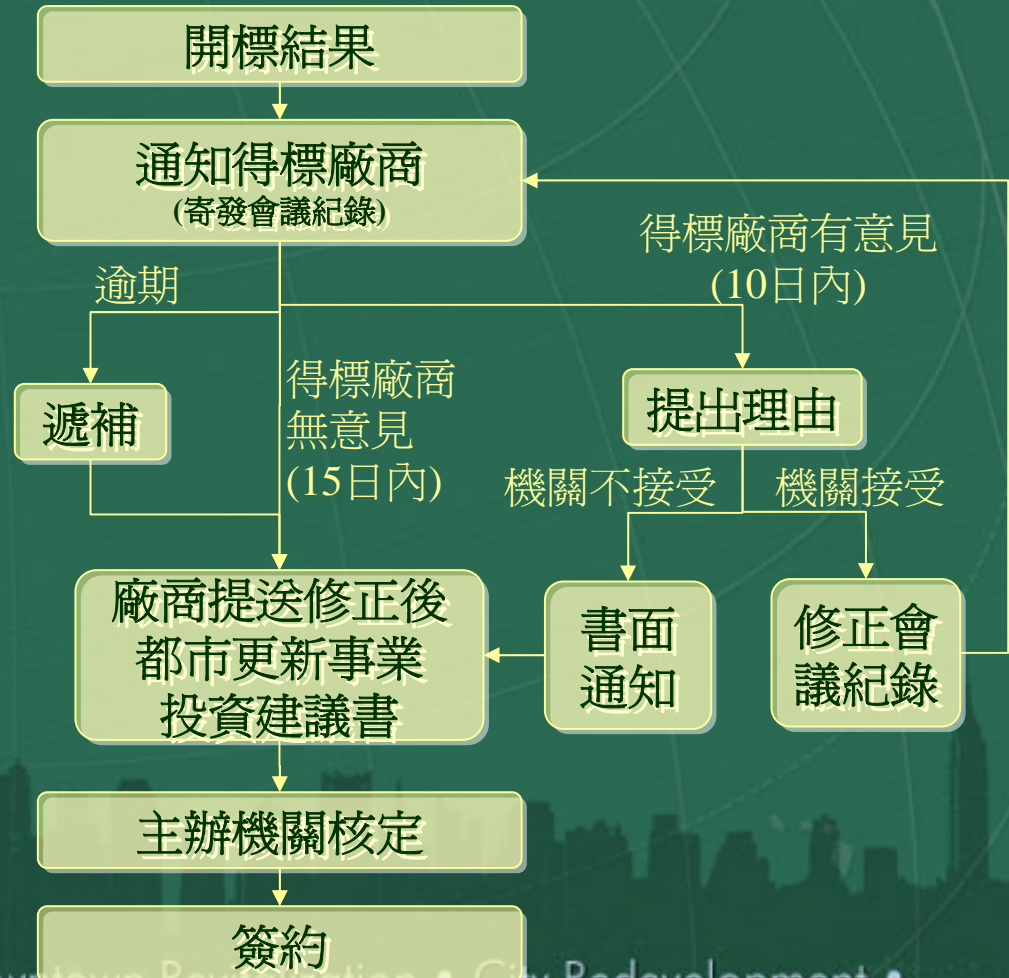 開標結果
通知得標廠商
(寄發會議紀錄)
得標廠商有意見
(10日內)
逾期
得標廠商
無意見
(15日內)
遞補
提出理由
機關不接受
機關接受
廠商提送修正後
都市更新事業
投資建議書
書面
通知
修正會
議紀錄
主辦機關核定
簽約
City Redevelopment